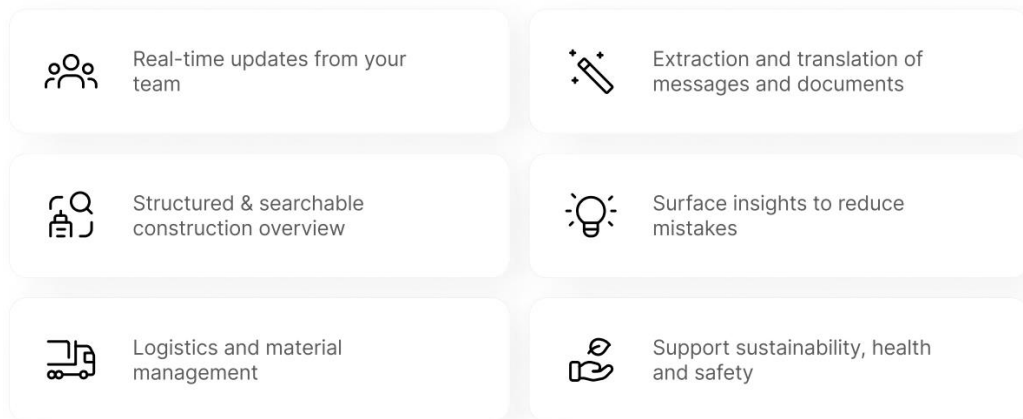 Real-time updates from your
team
Extraction and translation of
messages and documents
Structured & searchable
construction overview
Surface insights to reduce
mistakes
Logistics and material
management
Support sustainability, health
and safety